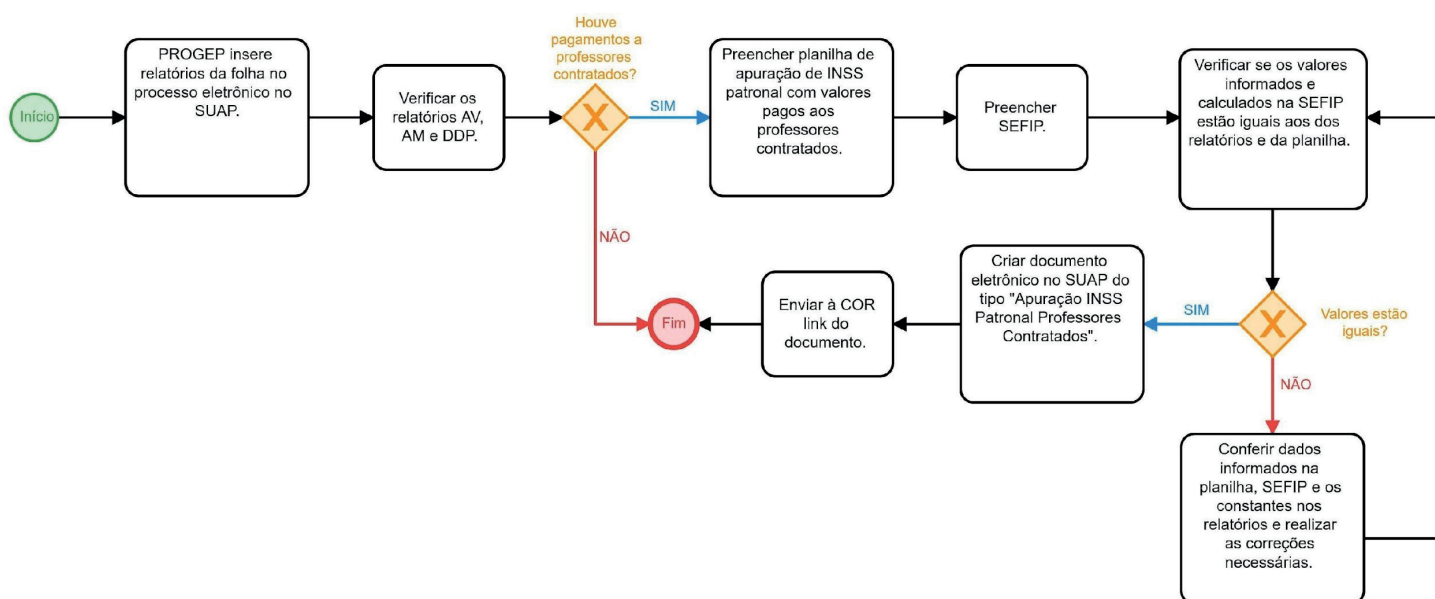 Início
PROGEP insere
relatórios da folha no
processo eletrônico no
SUAP.
Verificar os
relatórios AV,
AM e DDP.
Houve
pagamentos a
professores
contratados?
SIM
NÃO
Preencher planilha de
apuração de INSS
patronal com valores
pagos aos
professores
contratados.
Preencher
SEFIP.
Verificar se os valores
informados e
calculados na SEFIP
estão iguais aos dos
relatórios e da planilha.
Valores estão
iguais?
SIM
NÃO
Criar documento
eletrônico no SUAP do
tipo "Apuração INSS
Patronal Professores
Contratados".
Enviar à COR
link do
documento.
Fim
Conferir dados
informados na
planilha, SEFIP e os
constantes nos
relatórios e realizar
as correções
necessárias.